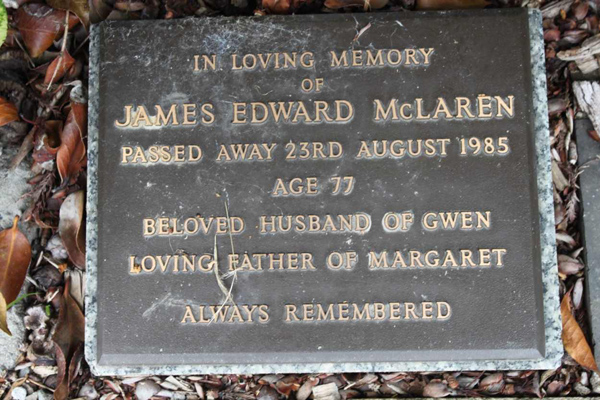 IN LOVING MEMORY
OF
JAMES EDWARD McLAREN
PASSED AWAY 23RD AUGUST 1985
AGE 77
BELOVED HUSBAND OF GWEN
LOVING FATHER OF MARGARET
ALWAYS REMEMBERED